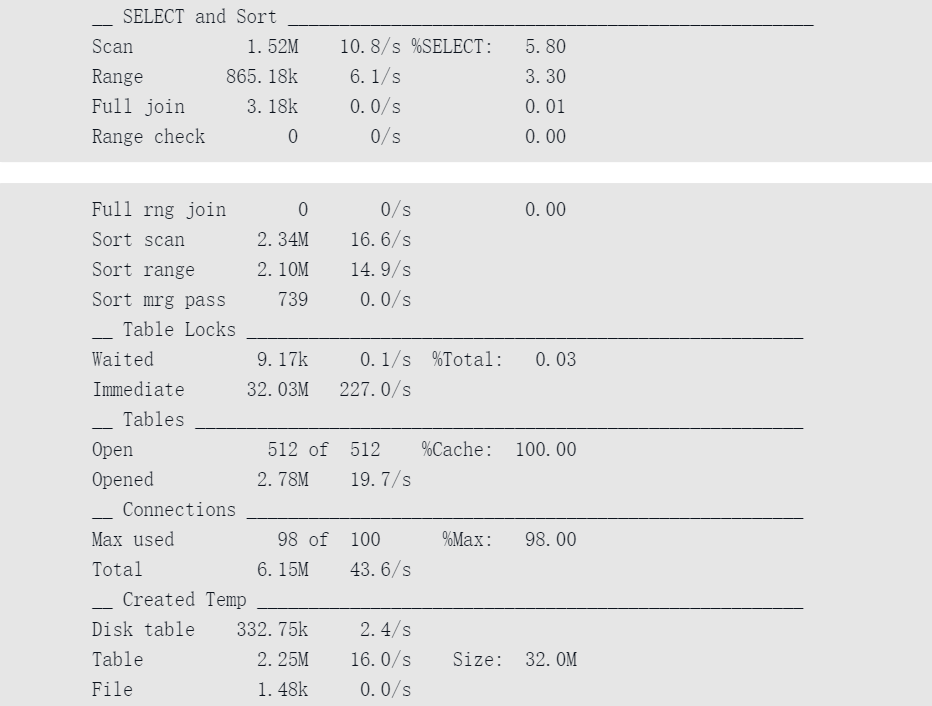 __ SELECT and Sort ___________________________________________________
Scan 1.52M 10.8/s %SELECT: 5.80
Range 865.18k 6.1/s 3.30
Full join 3.18k 0.0/s 0.01
Range check 0 0/s 0.00
Full rng join 0 0/s 0.00
Sort scan 2.34M 16.6/s
Sort range 2.10M 14.9/s
Sort mrg pass 739 0.0/s
__ Table Locks ______________________________________________________
Waited 9.17k 0.1/s %Total: 0.03
Immediate 32.03M 227.0/s
__ Tables ___________________________________________________________
Open 512 of 512 %Cache: 100.00
Opened 2.78M 19.7/s
__ Connections ______________________________________________________
Max used 98 of 100 %Max: 98.00
Total 6.15M 43.6/s
__ Created Temp _____________________________________________________
Disk table 332.75k 2.4/s
Table 2.25M 16.0/s Size: 32.0M
File 1.48k 0.0/s